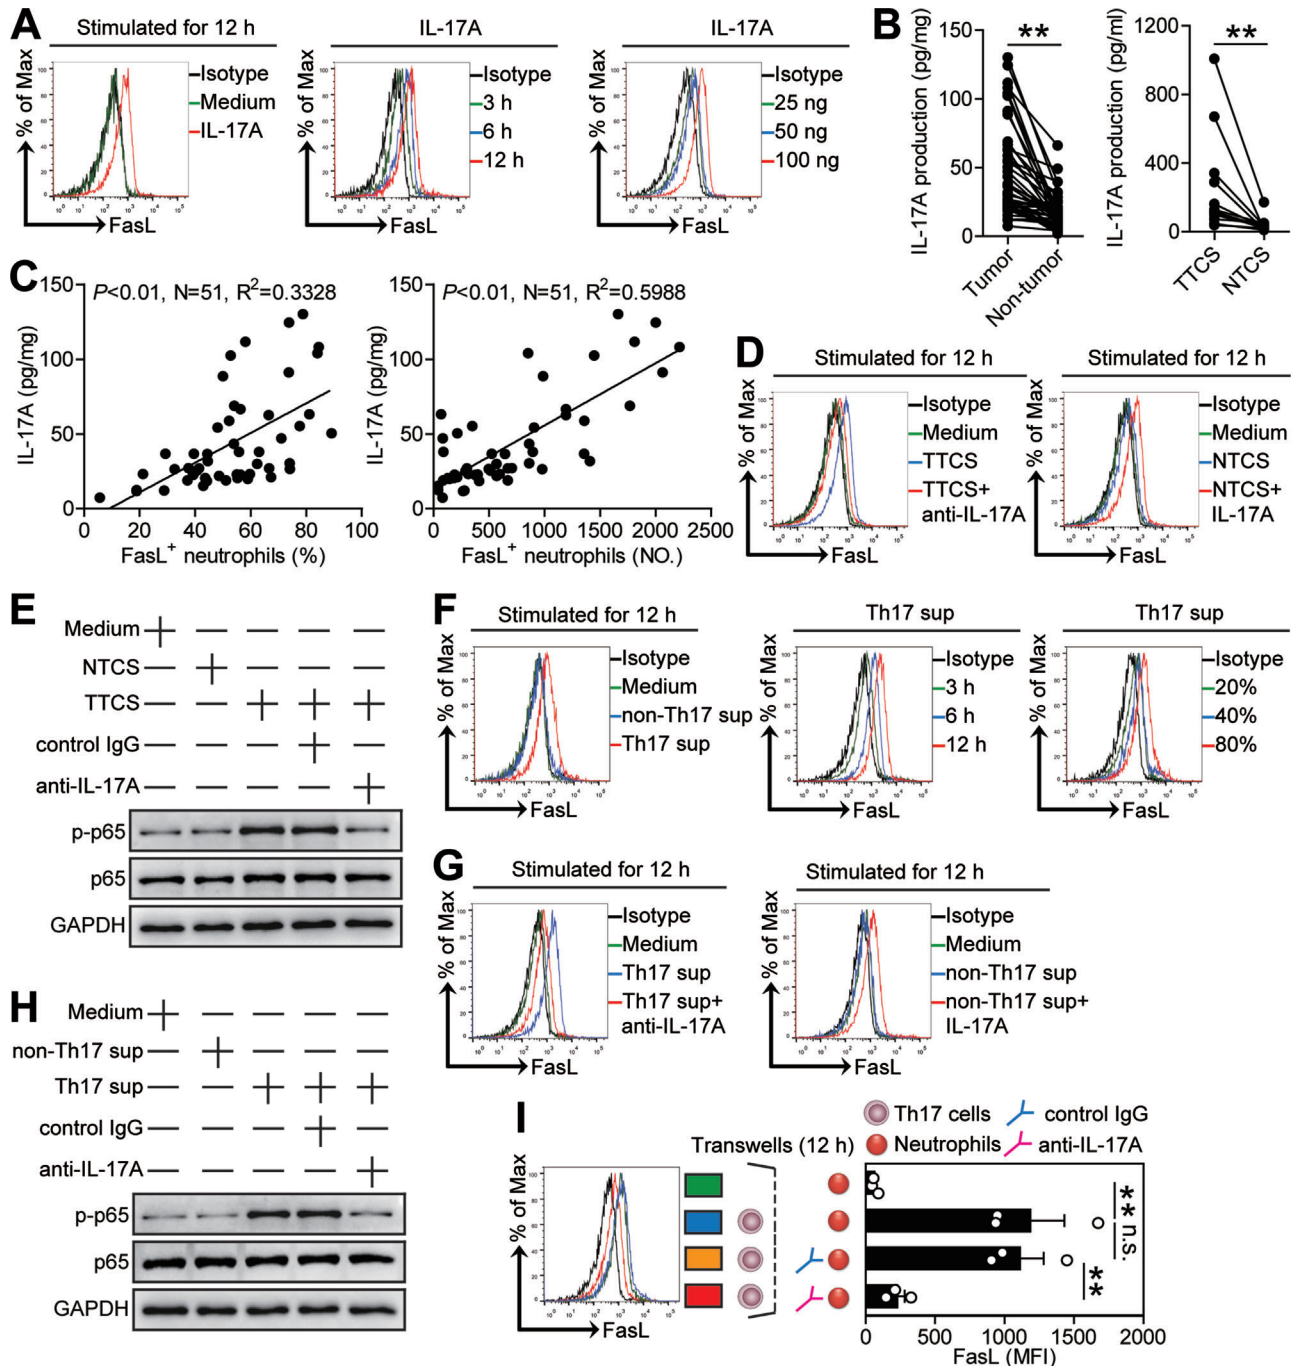 A
Stimulated for 12 h
% of Max
FasL
Isotype
Medium
IL-17A
IL-17A
Isotype
3 h
6 h
12 h
FasL
IL-17A
% of Max
Isotype
25 ng
50 ng
100 ng
FasL
B
IL-17A production (pg/mg)
150
100
50
0
**
Tumor
Non-tumor
IL-17A production (pg/ml)
1200
800
400
0
**
TTCS
NTCS
C
P<0.01, N=51, R2=0.3328
IL-17A (pg/mg)
150
100
50
0
0 20 40 60 80 100
FasL+ neutrophils (%)
P<0.01, N=51, R2=0.5988
IL-17A (pg/mg)
150
100
50
0
0 500 1000 1500 2000 2500
FasL+ neutrophils (NO.)
D
Stimulated for 12 h
% of Max
Isotype
Medium
TTCS
TTCS+
anti-IL-17A
FasL
Stimulated for 12 h
% of Max
Isotype
Medium
NTCS
NTCS+
IL-17A
FasL
E
Medium
NTCS
TTCS
control IgG
anti-IL-17A
p-p65
p65
GAPDH
F
Stimulated for 12 h
% of Max
Isotype
Medium
non-Th17 sup
Th17 sup
FasL
Th17 sup
% of Max
Isotype
3 h
6 h
12 h
FasL
Th17 sup
% of Max
Isotype
20%
40%
80%
FasL
G
Stimulated for 12 h
% of Max
Isotype
Medium
Th17 sup
Th17 sup+
anti-IL-17A
FasL
Stimulated for 12 h
% of Max
Isotype
Medium
non-Th17 sup
non-Th17 sup+
IL-17A
FasL
H
Medium
non-Th17 sup
Th17 sup
control IgG
anti-IL-17A
p-p65
p65
GAPDH
I
Th17 cells
control IgG
Transwells (12 h)
Neutrophils
anti-IL-17A
% of Max
FasL
**
n.s.
**
0 500 1000 1500 2000
FasL (MFI)